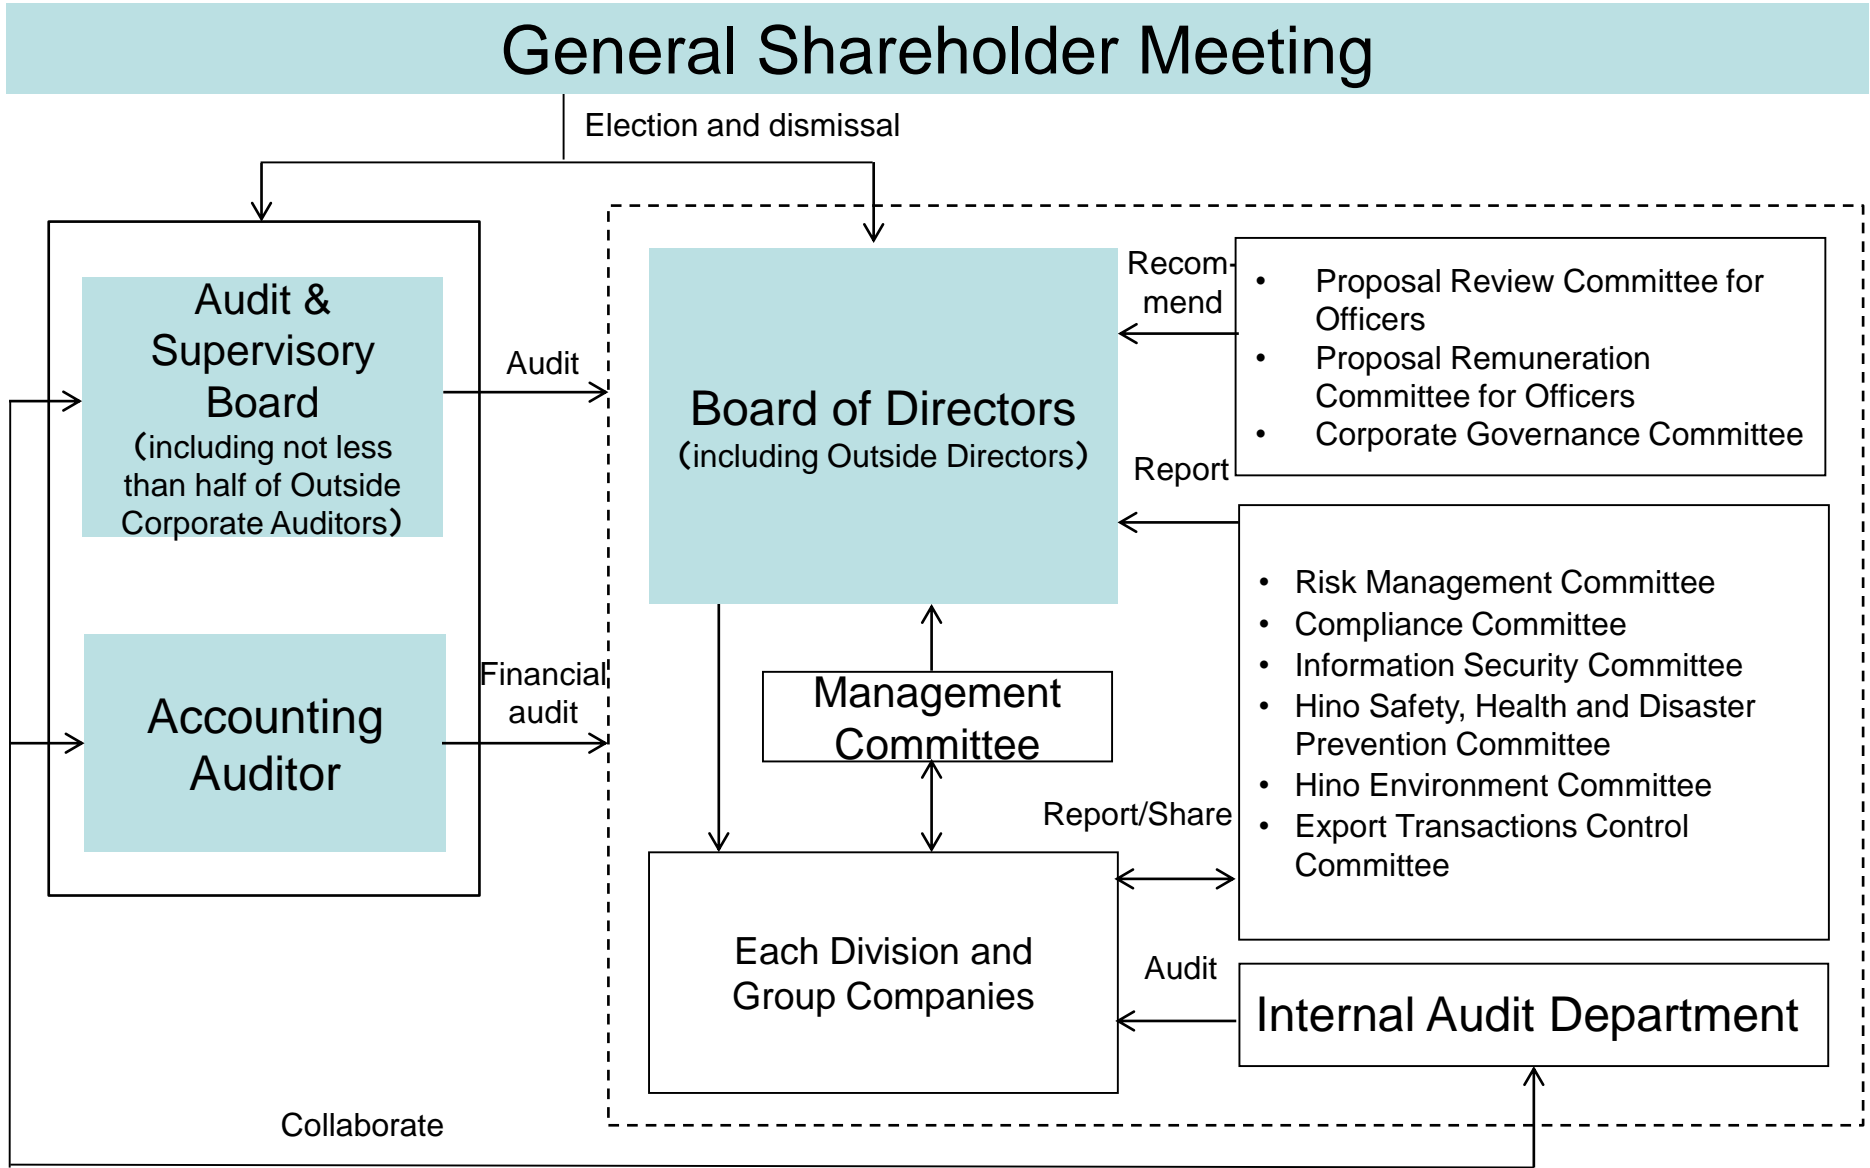 General Shareholder Meeting
Election and dismissal
Audit &
Supervisory
Board
(including not less
than half of Outside
Corporate Auditors)
Audit
Accounting
Auditor
Financial
audit
Board of Directors
(including Outside Directors)
Recom-
mend
• Proposal Review Committee for
Officers
• Proposal Remuneration
Committee for Officers
• Corporate Governance Committee
Report
• Risk Management Committee
• Compliance Committee
• Information Security Committee
• Hino Safety, Health and Disaster
Prevention Committee
• Hino Environment Committee
• Export Transactions Control
Committee
Management
Committee
Report/Share
Each Division and
Group Companies
Audit
Internal Audit Department
Collaborate